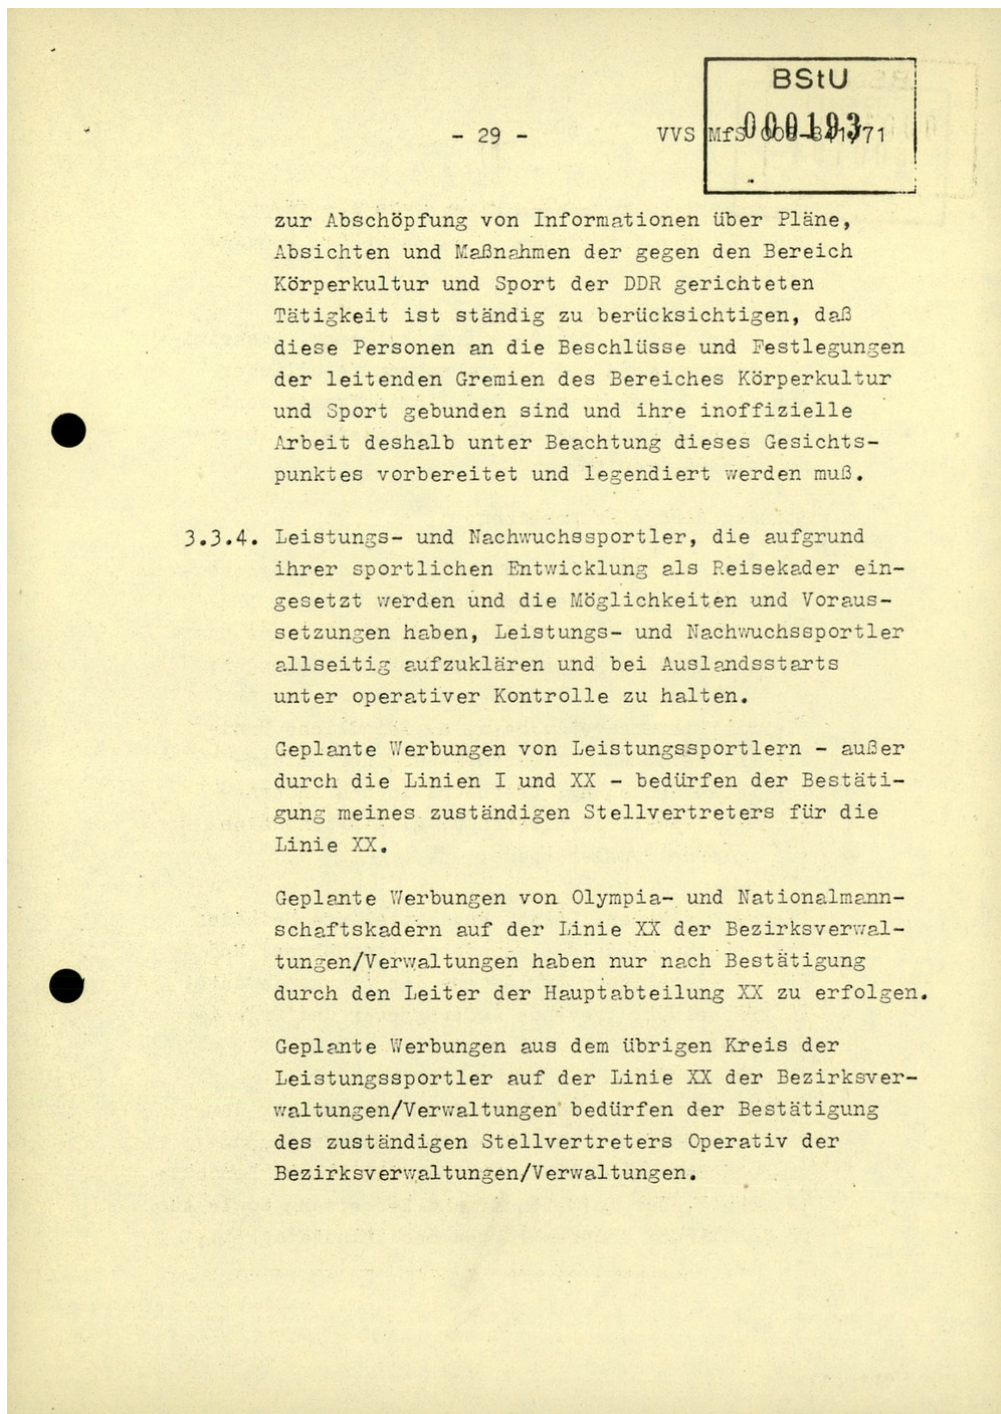 BStU
000193
- 29 - VVS MfS 008-341/71
zur Abschöpfung von Informationen über Pläne,
Absichten und Maßnahmen der gegen den Bereich
Körperkultur und Sport der DDR gerichteten
Tätigkeit ist ständig zu berücksichtigen, daß
diese Personen an die Beschlüsse und Festlegungen
der leitenden Gremien des Bereiches Körperkultur
und Sport gebunden sind und ihre inoffizielle
Arbeit deshalb unter Beachtung dieses Gesichts-
punktes vorbereitet und legendiert werden muß.
3.3.4. Leistungs- und Nachwuchssportler, die aufgrund
ihrer sportlichen Entwicklung als Reisekader ein-
gesetzt werden und die Möglichkeiten und Voraus-
setzungen haben, Leistungs- und Nachwuchssportler
allseitig aufzuklären und bei Auslandsstarts
unter operativer Kontrolle zu halten.
Geplante Werbungen von Leistungssportlern - außer
durch die Linien I und XX - bedürfen der Bestäti-
gung meines zuständigen Stellvertreters für die
Linie XX.
Geplante Werbungen von Olympia- und Nationalmann-
schaftskadern auf der Linie XX der Bezirksverwal-
tungen/Verwaltungen haben nur nach Bestätigung
durch den Leiter der Hauptabteilung XX zu erfolgen.
Geplante Werbungen aus dem übrigen Kreis der
Leistungssportler auf der Linie XX der Bezirksver-
waltungen/Verwaltungen bedürfen der Bestätigung
des zuständigen Stellvertreters Operativ der
Bezirksverwaltungen/Verwaltungen.